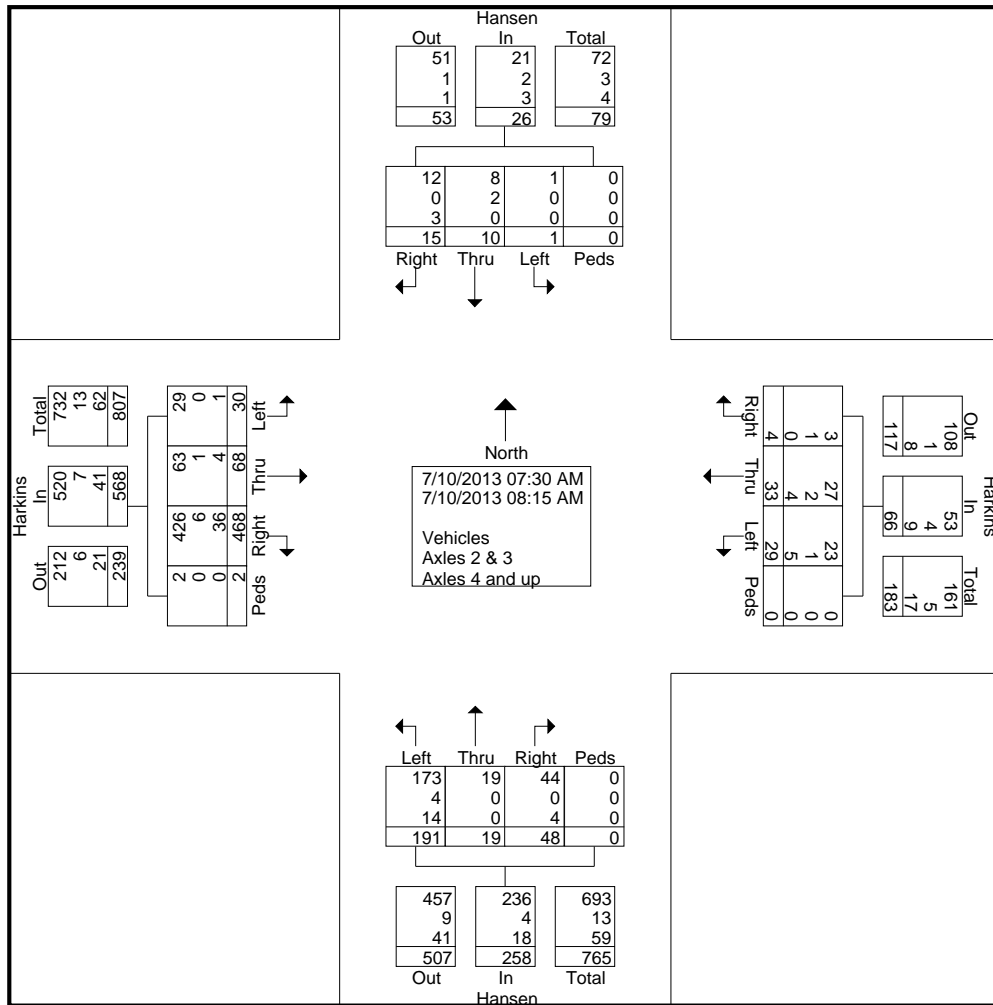 Hansen
Out In Total
51 21 72
1 2 3
1 3 4
53 26 79
12 8 1 0
0 2 0 0
3 0 0 0
15 10 1 0
Right Thru Left Peds
Harkins
Total
732
13
62
807
In
520
7
41
568
Out
212
6
21
239
29
0
1
30
Left
63
1
4
68
Thru
426
6
36
468
Right
2
0
0
2
Peds
North
7/10/2013 07:30 AM
7/10/2013 08:15 AM
Vehicles
Axles 2 & 3
Axles 4 and up
Right
3
1
0
4
Thru
27
2
4
33
Left
23
1
5
29
Peds
0
0
0
0
Out
108
1
8
117
Harkins
In
53
4
9
66
Total
161
5
17
183
Left Thru Right Peds
173 19 44 0
4 0 0 0
14 0 4 0
191 19 48 0
457 236 693
9 4 13
41 18 59
507 258 765
Out In Total
Hansen